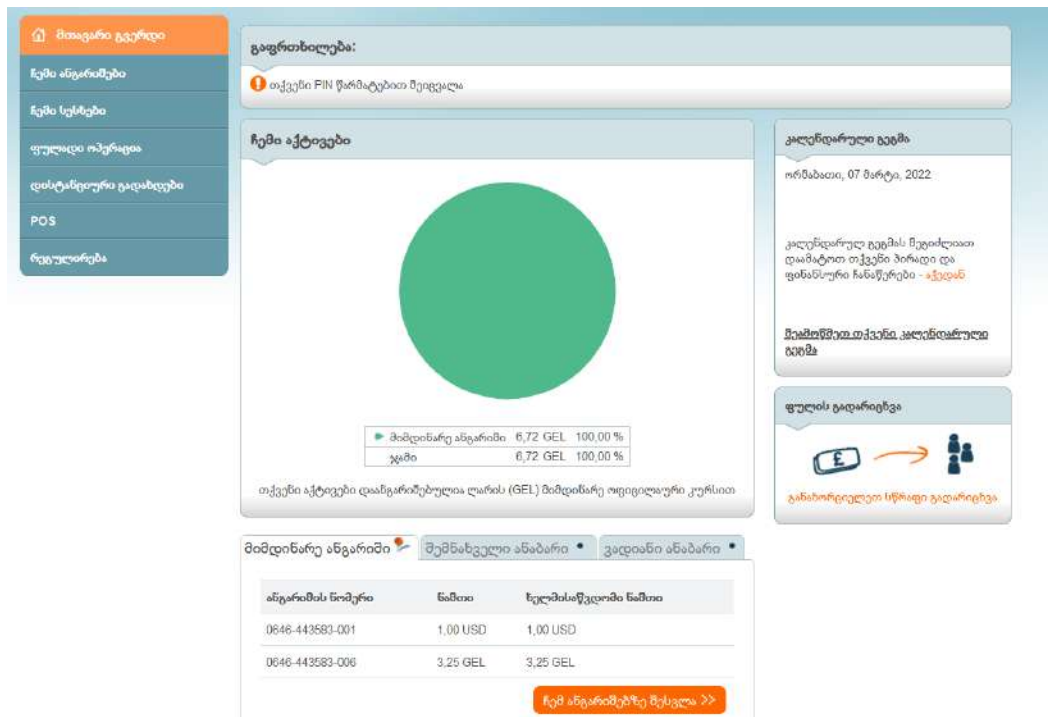 მთავარი გვერდი
ჩემი ანგარიშები
ჩემი სესხები
ფულადი ოპერაცია
დისტანციური გადახდები
POS
რეგულირება
გაფრთხილება:
თქვენი PIN წარმატებით შეიცვალა
ჩემი აქტივები
მიმდინარე ანგარიში 6,72 GEL 100,00 %
ჯამი 6,72 GEL 100,00 %
თქვენი აქტივები დაანგარიშებულია ლარის (GEL) მიმდინარე ოფიციალური კურსით
კალენდარული გეგმა
ორშაბათი, 07 მარტი, 2022
კალენდარულ გეგმას შეგიძლიათ
დაამატოთ თქვენი პირადი და
ფინანსური ჩანაწერები - აქედან
შეამოწმეთ თქვენი კალენდარული
გეგმა
ფულის გადარიცხვა
£
განახორციელეთ სწრაფი გადარიცხვა
მიმდინარე ანგარიში შემნახველი ანაბარი ვადიანი ანაბარი
ანგარიშის ნომერი ნაშთი ხელმისაწვდომი ნაშთი
0646-443583-001 1,00 USD 1,00 USD
0646-443583-006 3,25 GEL 3,25 GEL
ჩემ ანგარიშებზე შესვლა >>